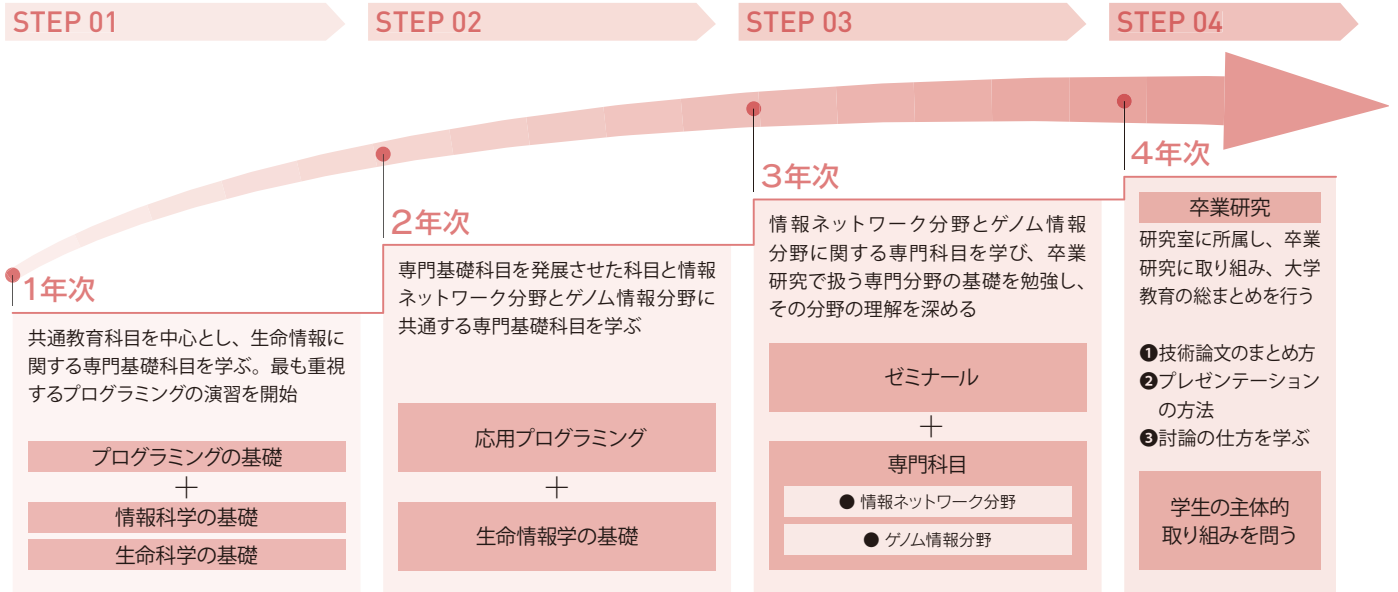 STEP 01
STEP 02
STEP 03
STEP 04
1年次
共通教育科目を中心とし、生命情報に
関する専門基礎科目を学ぶ。最も重視
するプログラミングの演習を開始
プログラミングの基礎
＋
情報科学の基礎
生命科学の基礎
2年次
専門基礎科目を発展させた科目と情報
ネットワーク分野とゲノム情報分野に
共通する専門基礎科目を学ぶ
応用プログラミング
＋
生命情報学の基礎
3年次
情報ネットワーク分野とゲノム情報
分野に関する専門科目を学び、卒業
研究で扱う専門分野の基礎を勉強し、
その分野の理解を深める
ゼミナール
＋
専門科目
● 情報ネットワーク分野
● ゲノム情報分野
4年次
卒業研究
研究室に所属し、卒業
研究に取り組み、大学
教育の総まとめを行う
❶技術論文のまとめ方
❷プレゼンテーション
の方法
❸討論の仕方を学ぶ
学生の主体的
取り組みを問う